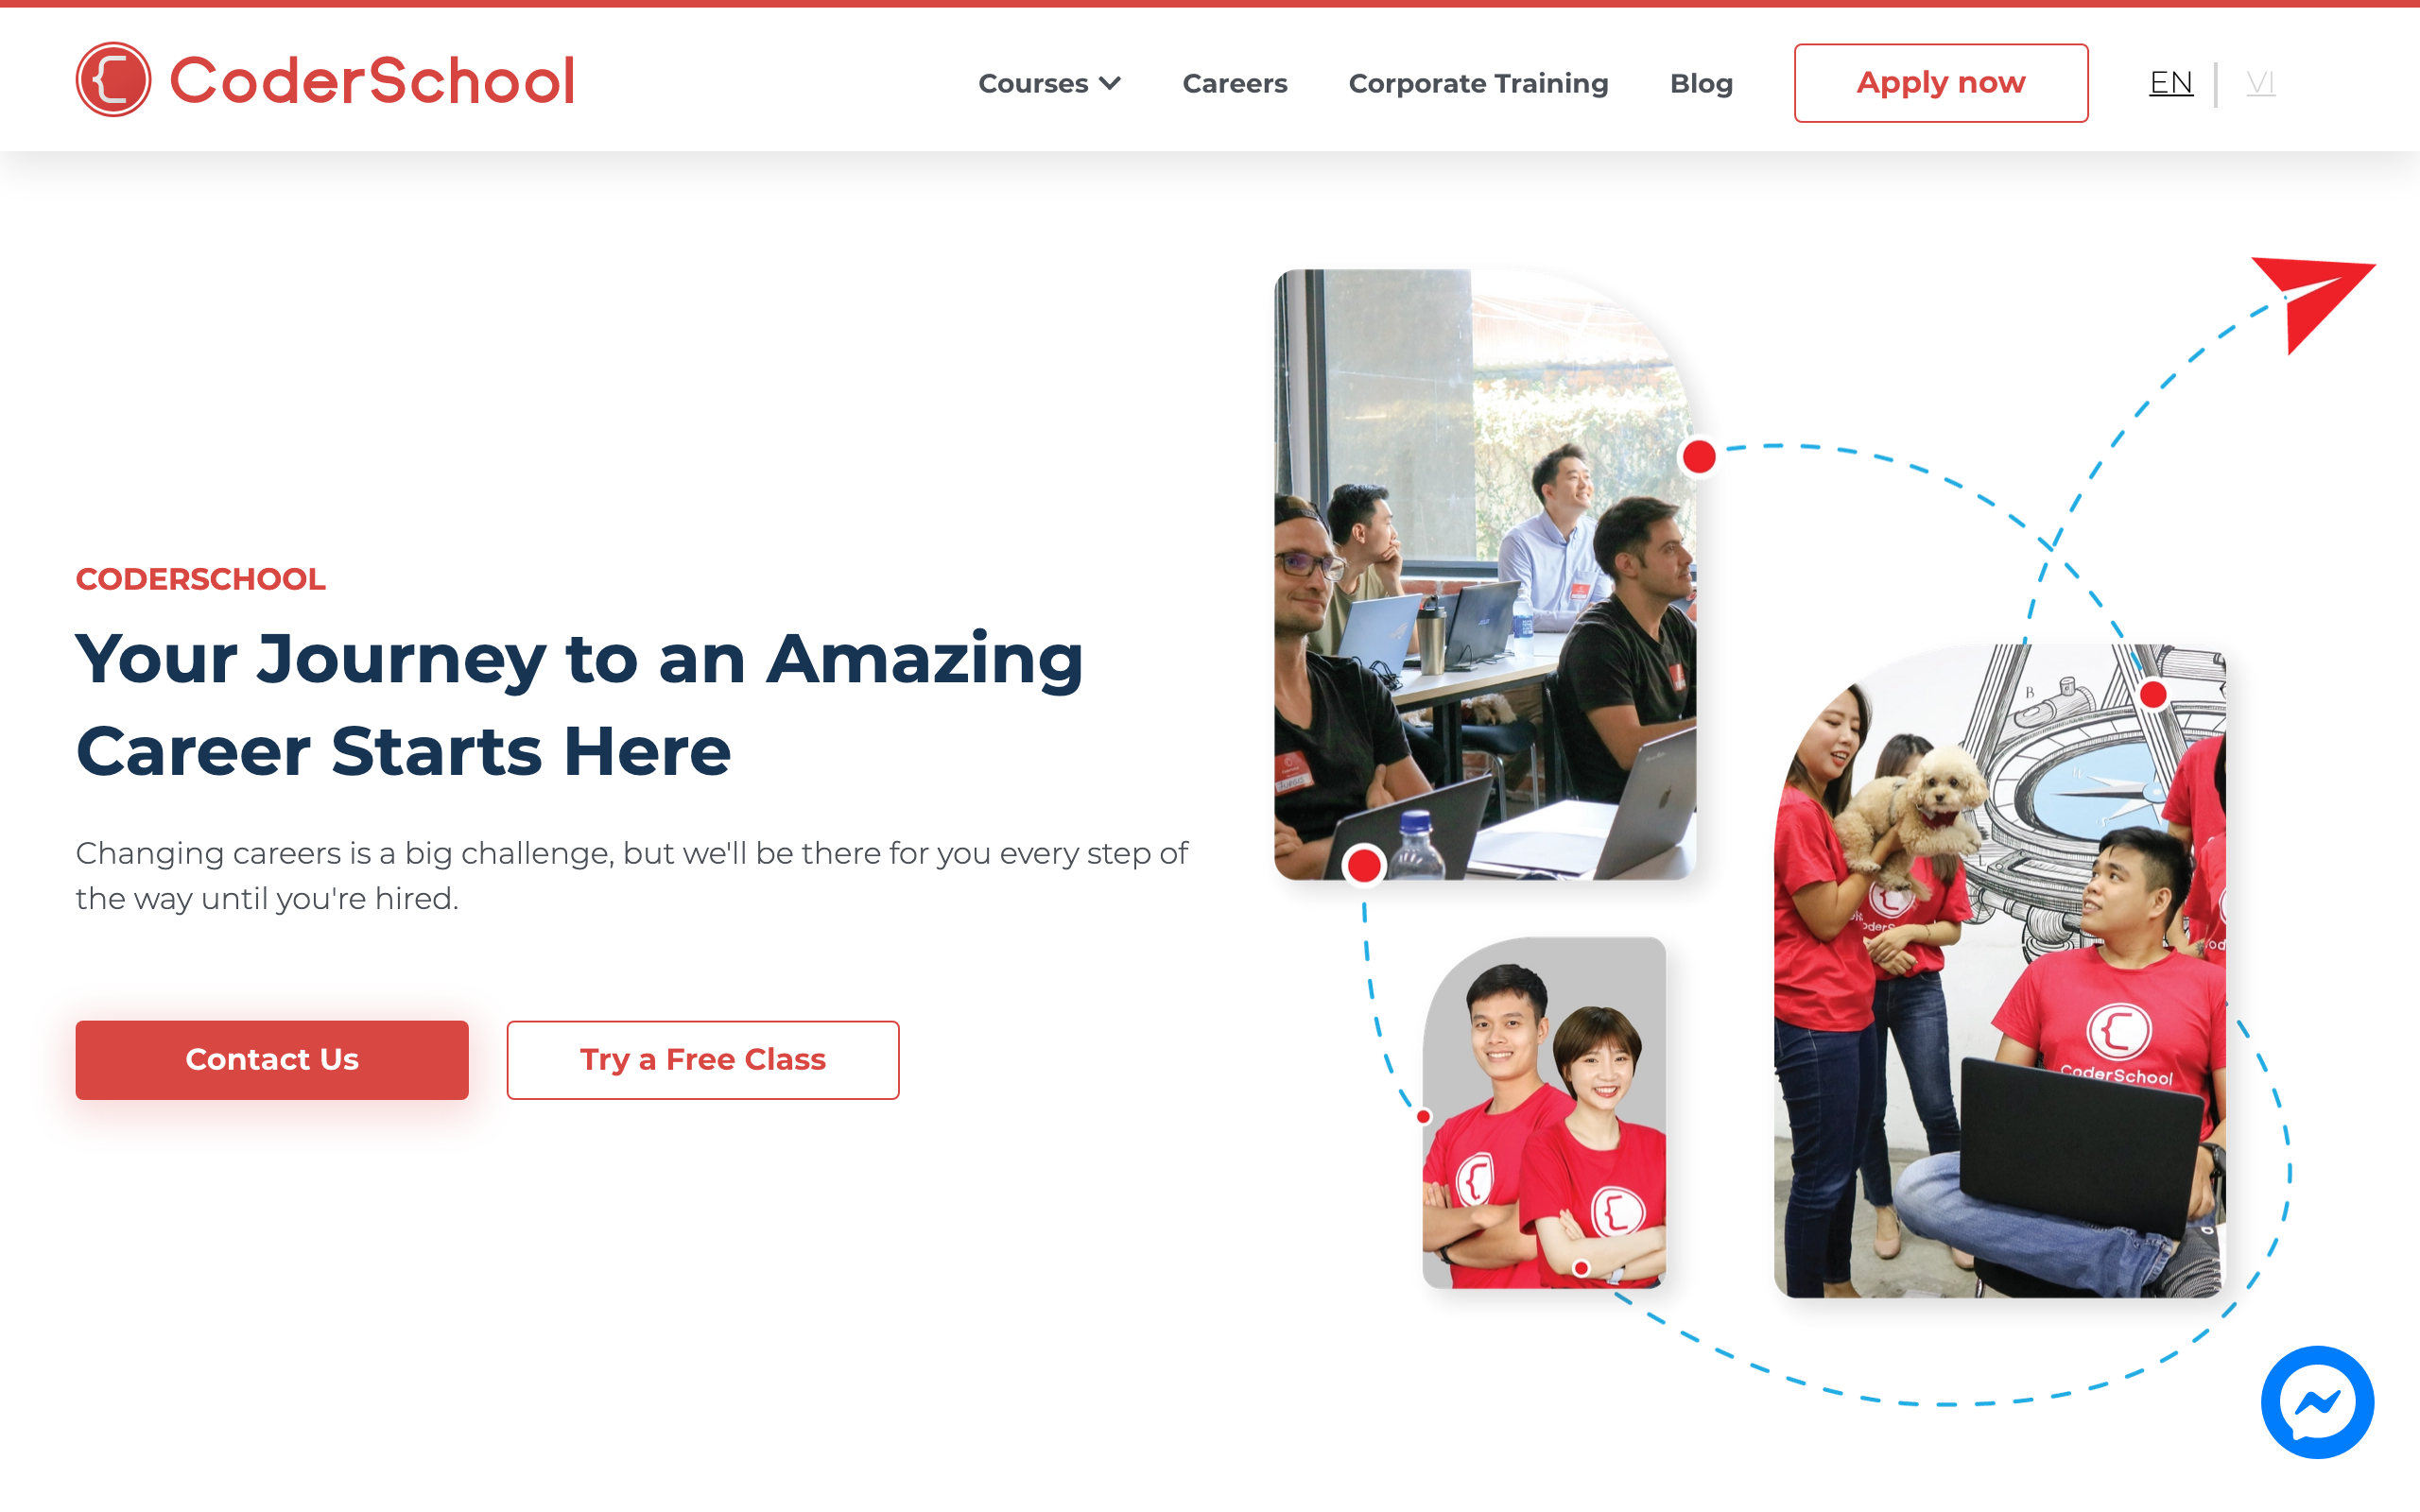 CoderSchool
Courses
Careers
Corporate Training
Blog
Apply now
EN
VI
CODERSCHOOL
Your Journey to an Amazing
Career Starts Here
Changing careers is a big challenge, but we'll be there for you every step of
the way until you're hired.
Contact Us
Try a Free Class
B
CoderSchool